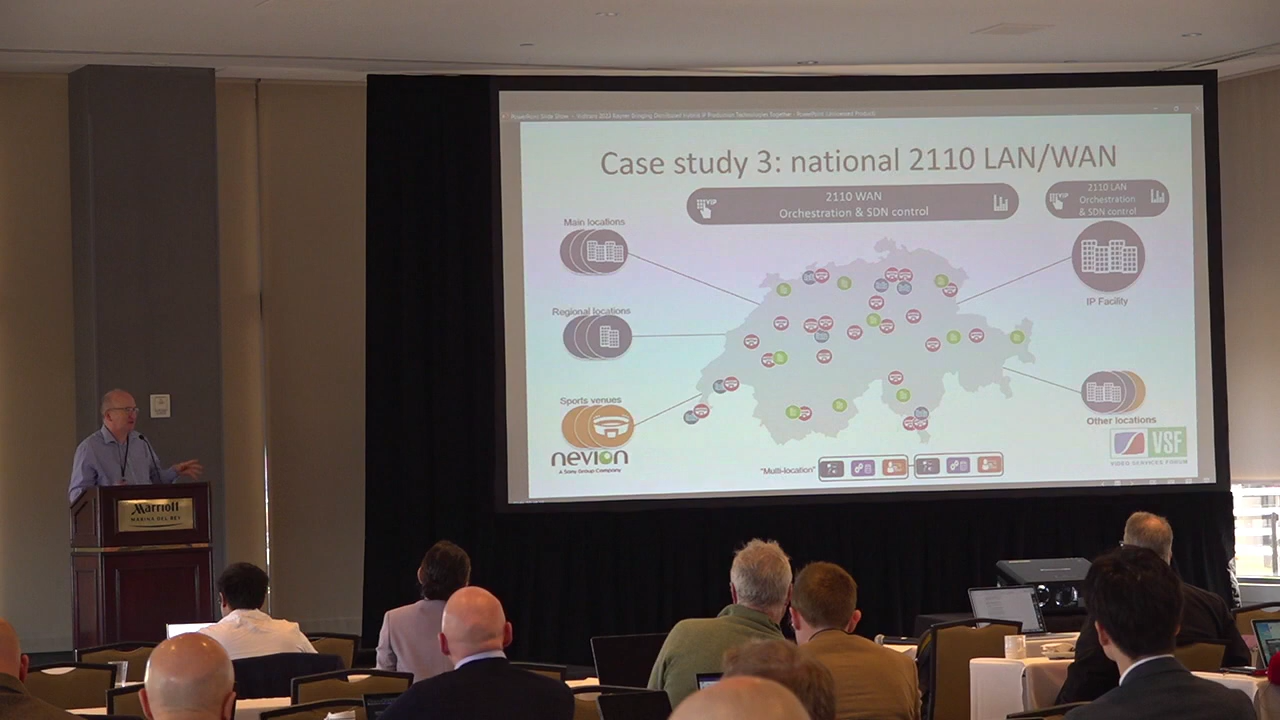 Case study 3: national 2110 LAN/WAN
2110 WAN
Orchestration & SDN control
2110 LAN
Orchestration
& SDN control
Main locations
IP Facility
Regional locations
Sports venues
nevion
A Sony Group Company
Other locations
VSF
VIDEO SERVICES FORUM
"Multi-location"
Marriott
MARINA DEL REY